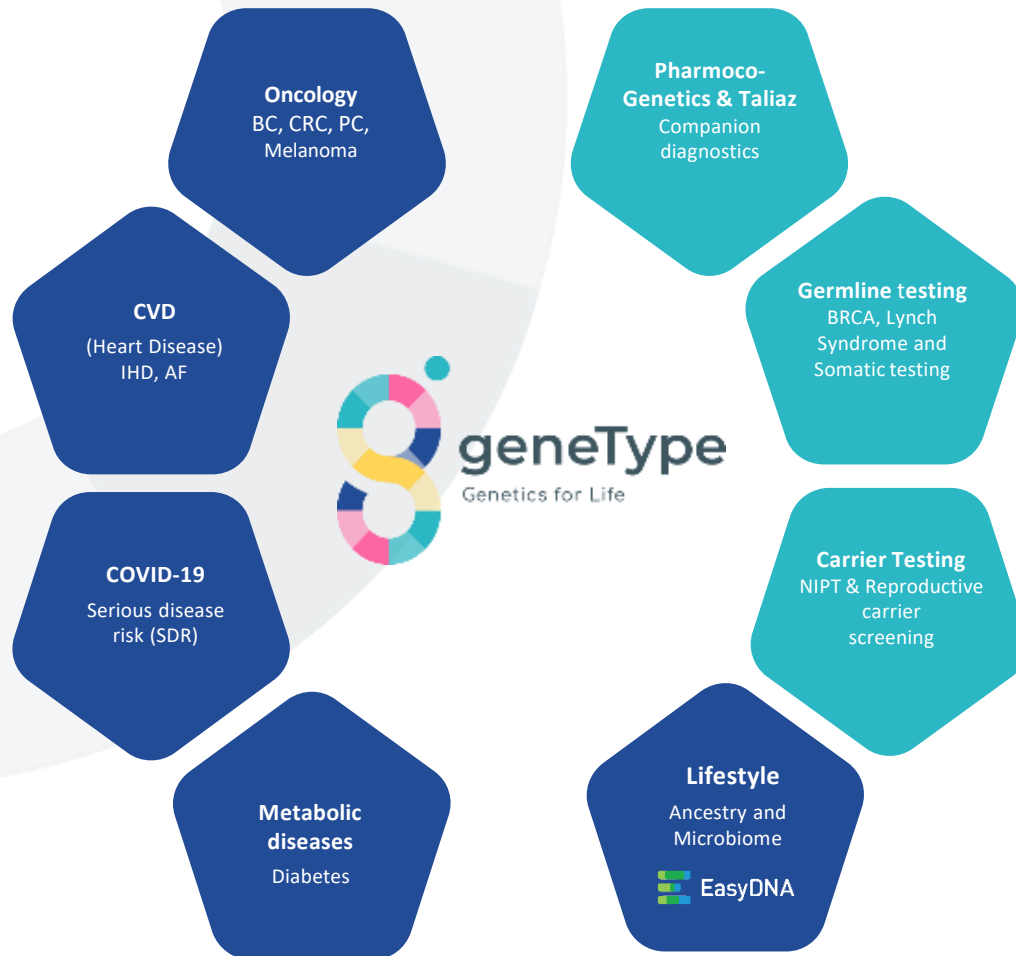 Oncology
BC, CRC, PC,
Melanoma
Pharmoco-
Genetics & Taliaz
Companion
diagnostics
CVD
(Heart Disease)
IHD, AF
Germline testing
BRCA, Lynch
Syndrome and
Somatic testing
geneType
Genetics for Life
COVID-19
Serious disease
risk (SDR)
Carrier Testing
NIPT & Reproductive
carrier
screening
Metabolic
diseases
Diabetes
Lifestyle
Ancestry and
Microbiome
EasyDNA